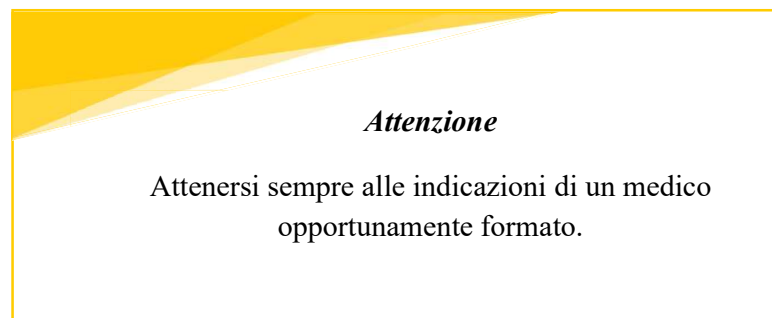 Attenzione
Attenersi sempre alle indicazioni di un medico
opportunamente formato.